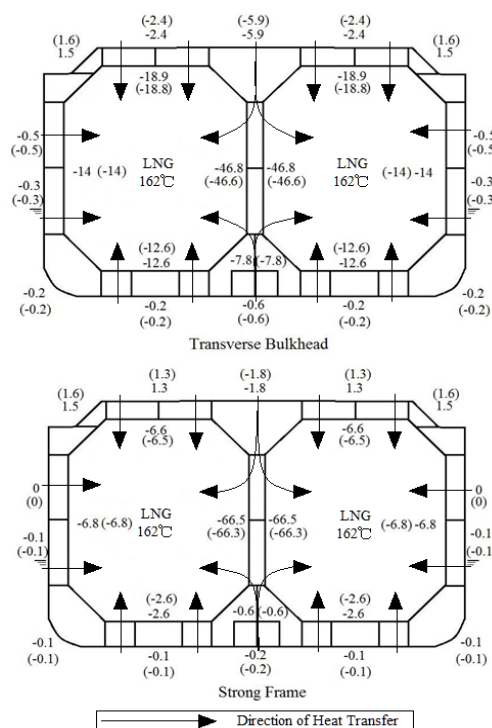 (-2.4) (-5.9) (-2.4)
-2.4 -5.9 -2.4
(1.6) (1.6)
1.5 1.5
-18.9 -18.9
(-18.8) (-18.8)
-0.5 -0.5
(-0.5) (-0.5)
LNG LNG
-14 (-14) 162℃ -46.8 -46.8 162℃ (-14) -14
(-46.6) (-46.6)
-0.3 -0.3
(-0.3) (-0.3)
(-12.6) -7.8 (-7.8) (-12.6)
-12.6 -12.6
-0.2 -0.2
(-0.2) (-0.2)
-0.2 -0.6 -0.2
(-0.2) (-0.6) (-0.2)
Transverse Bulkhead
(1.3) (-1.8) (1.3)
1.3 -1.8 1.3
(1.6) (1.6)
1.5 1.5
-6.6 -6.6
(-6.5) (-6.5)
0 0
(0) (0)
LNG LNG
-6.8 (-6.8) 162℃ -66.5 -66.5 162℃ (-6.8) -6.8
(-66.3) (-66.3)
-0.1 -0.1
(-0.1) (-0.1)
(-2.6) -0.6 (-0.6) (-2.6)
-2.6 -2.6
-0.1 -0.1
(-0.1) (-0.1)
-0.1 -0.2 -0.1
(-0.1) (-0.2) (-0.1)
Strong Frame
Direction of Heat Transfer